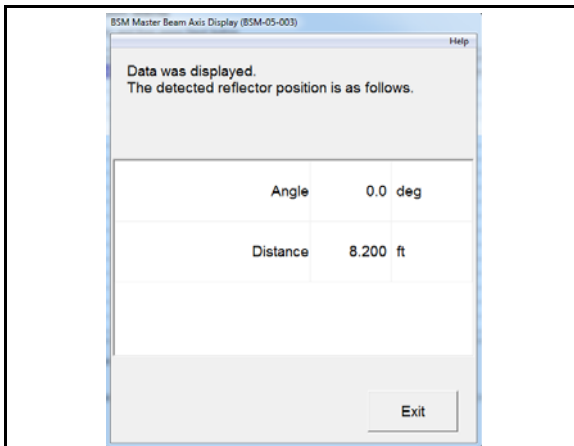 BSM Master Beam Axis Display (BSM-05-003)
Help
Data was displayed.
The detected reflector position is as follows.
Angle 0.0 deg
Distance 8.200 ft
Exit